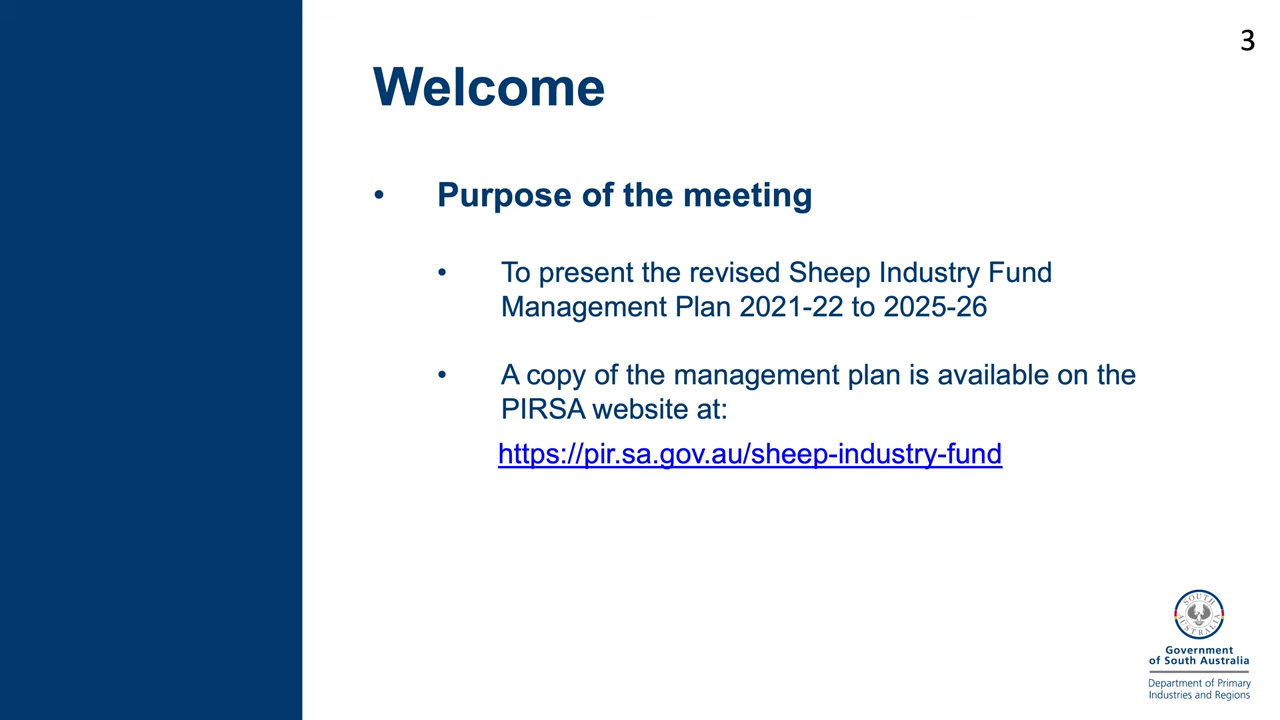 3
Welcome
• Purpose of the meeting
• To present the revised Sheep Industry Fund
Management Plan 2021-22 to 2025-26
• A copy of the management plan is available on the
PIRSA website at:
https://pir.sa.gov.au/sheep-industry-fund
SOUTH
AUSTRALIA
Government
of South Australia
Department of Primary
Industries and Regions